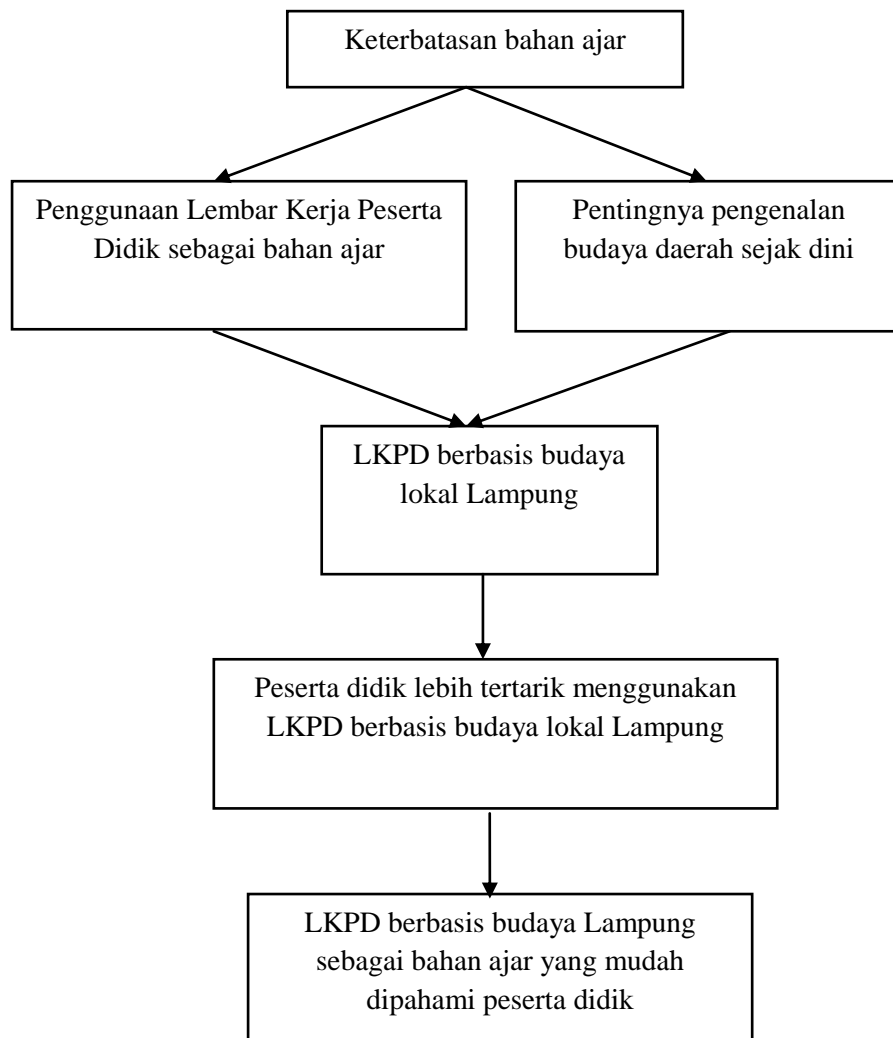 Keterbatasan bahan ajar
Penggunaan Lembar Kerja Peserta
Didik sebagai bahan ajar
Pentingnya pengenalan
budaya daerah sejak dini
LKPD berbasis budaya
lokal Lampung
Peserta didik lebih tertarik menggunakan
LKPD berbasis budaya lokal Lampung
LKPD berbasis budaya Lampung
sebagai bahan ajar yang mudah
dipahami peserta didik